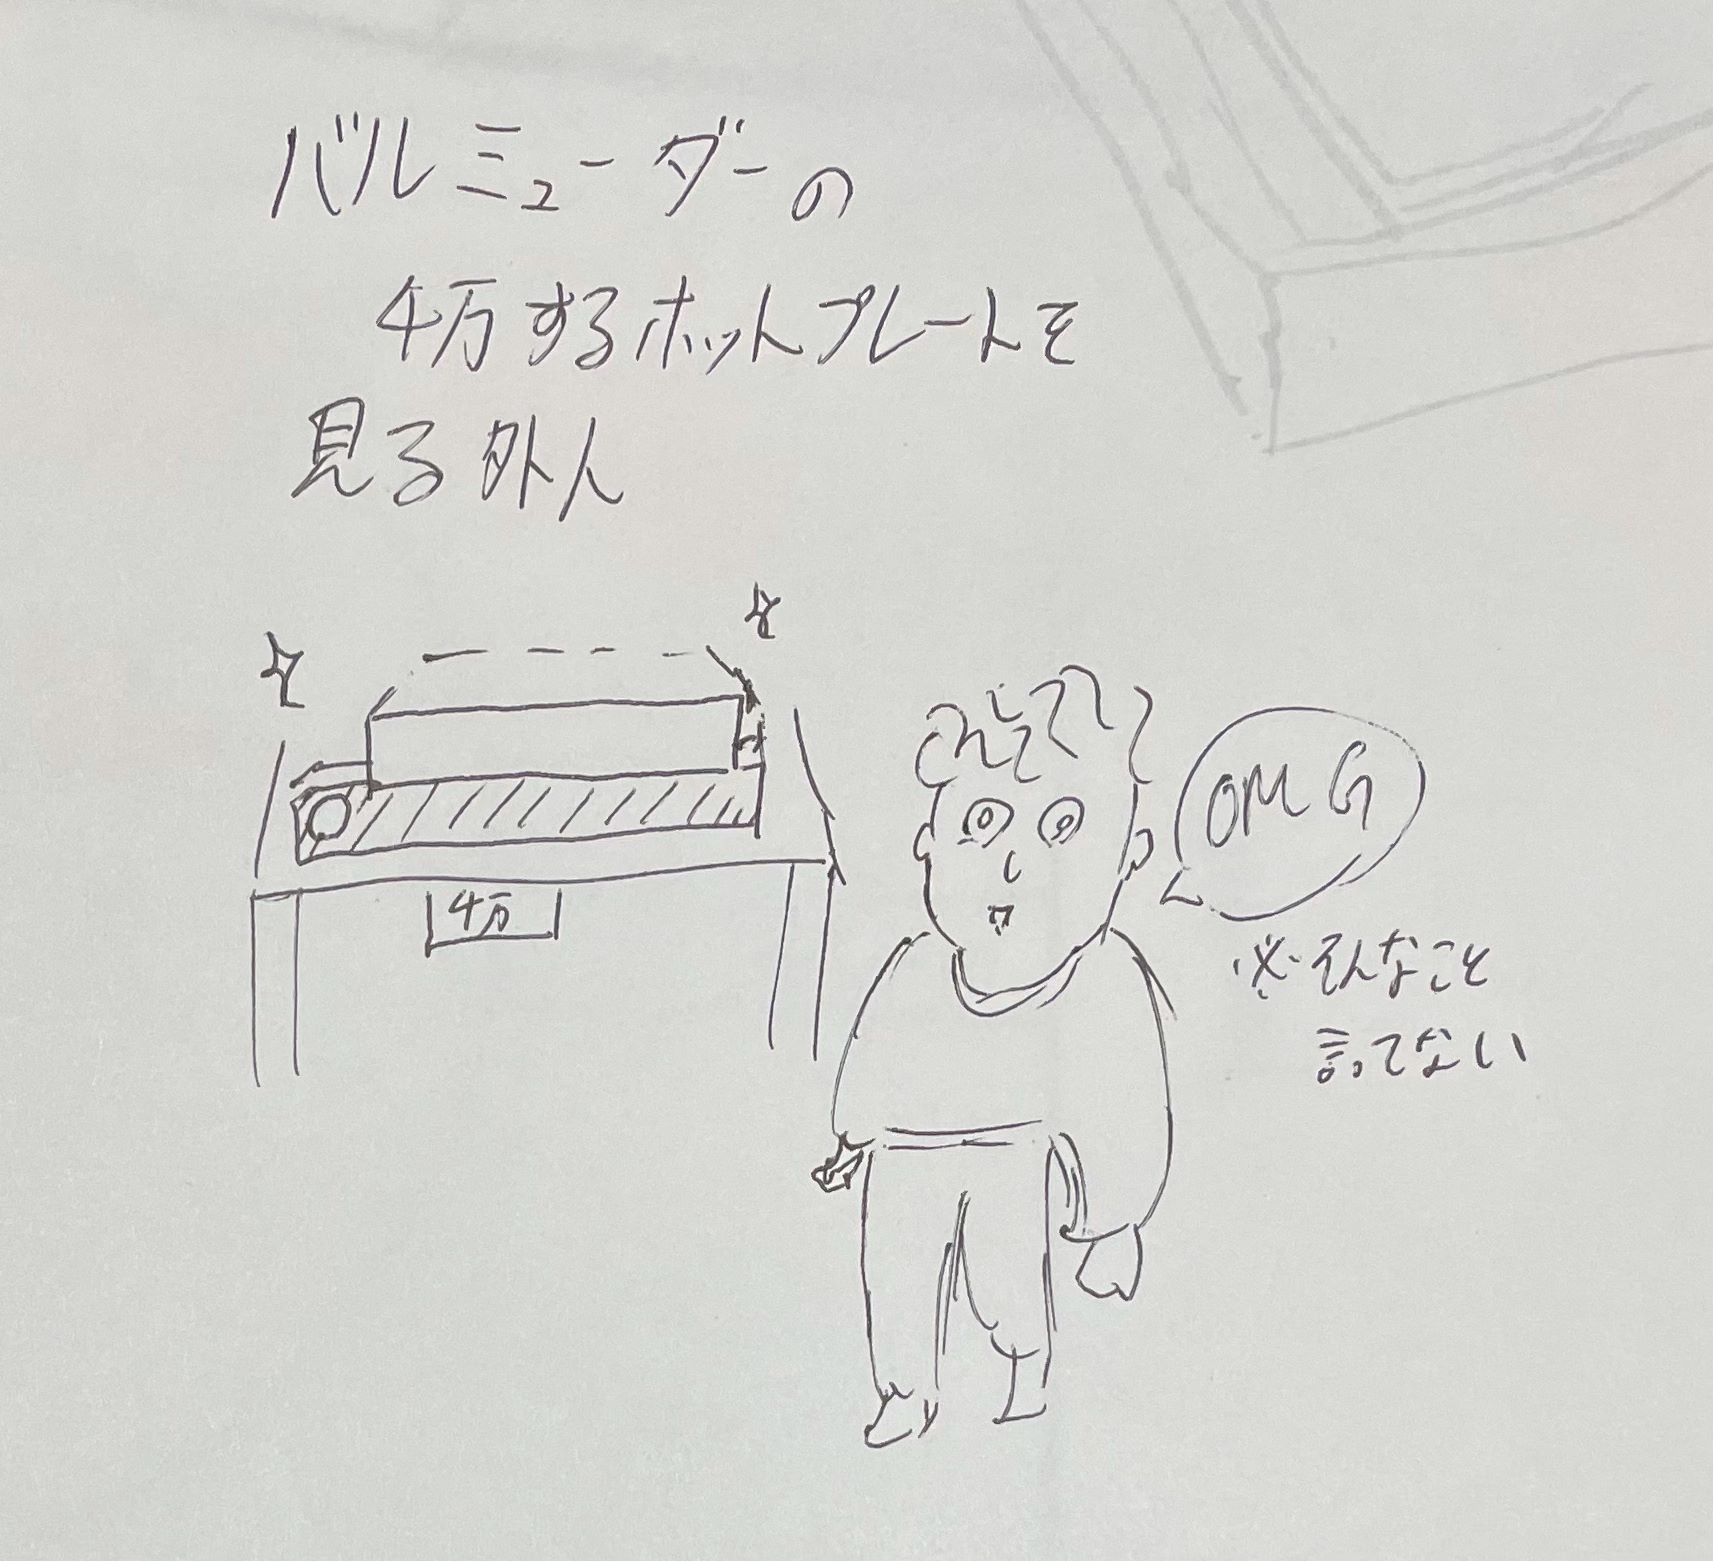 バルミューダーの
4万するホットプレートを
見る外人
4万
OMG
※そんなこと
言ってない